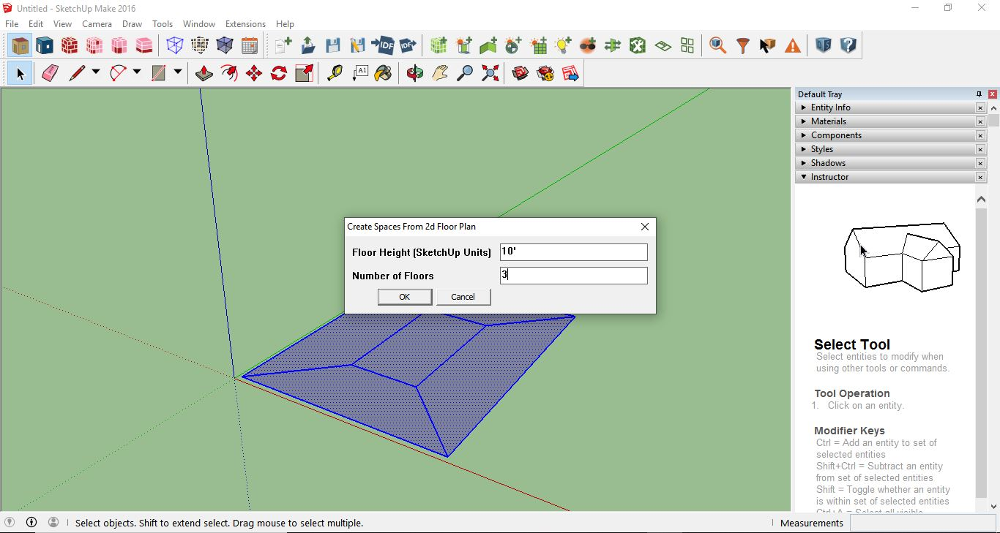 Untitled - SketchUp Make 2016
File Edit View Camera Draw Tools Window Extensions Help
IDF IDF
A1
Default Tray
Entity Info
Materials
Components
Styles
Shadows
Instructor
Create Spaces From 2d Floor Plan
Floor Height (SketchUp Units) 10'
Number of Floors 3
OK Cancel
Select Tool
Select entities to modify when
using other tools or commands.
Tool Operation
1. Click on an entity.
Modifier Keys
Ctrl = Add an entity to set of
selected entities
Shift+Ctrl = Subtract an entity
from set of selected entities
Shift = Toggle whether an entity
is within set of selected entities
Select objects. Shift to extend select. Drag mouse to select multiple.
Measurements